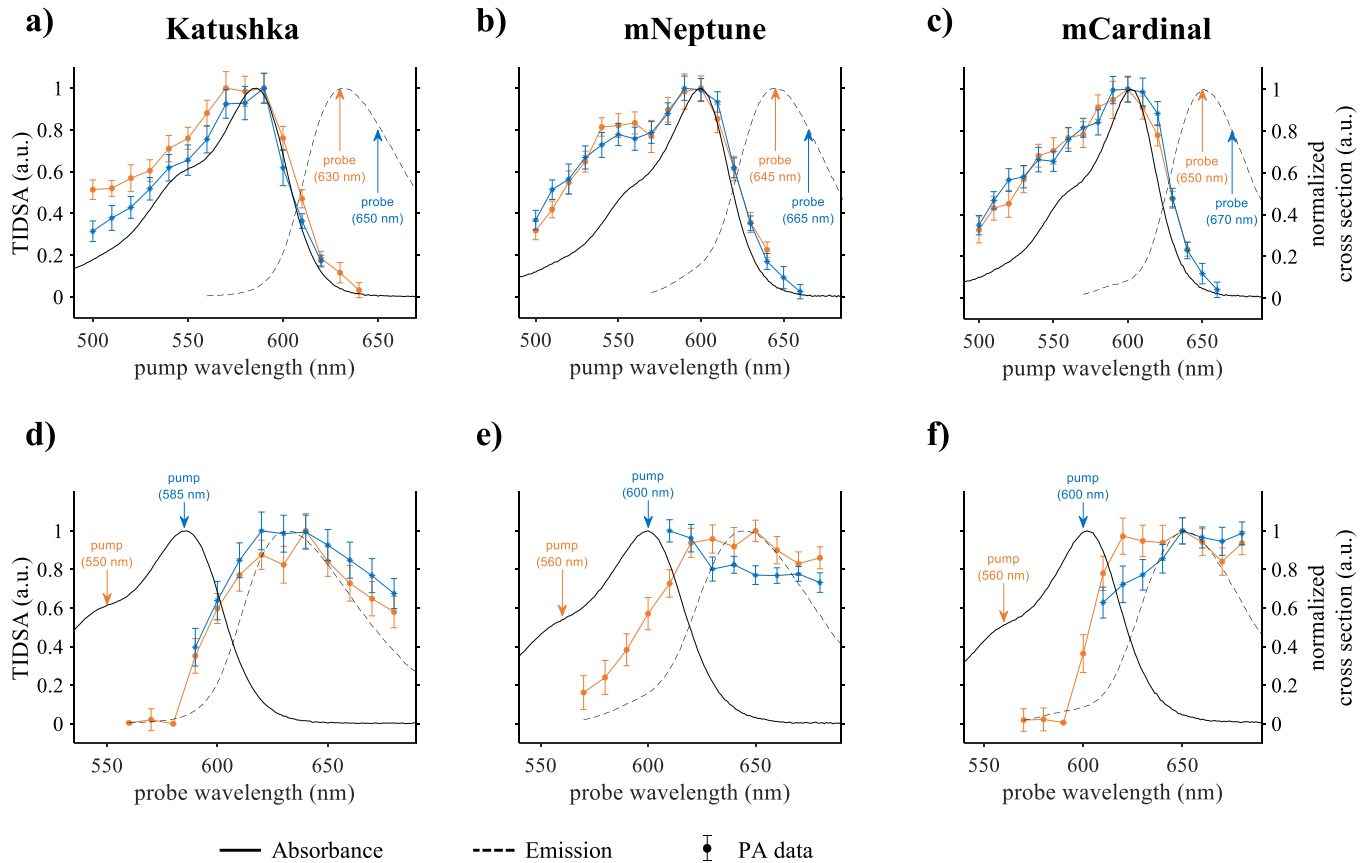 a)
Katushka
b)
mNeptune
c)
mCardinal
TIDSA (a.u.)
1
0.8
0.6
0.4
0.2
0
probe
(630 nm)
probe
(650 nm)
500
550
600
650
pump wavelength (nm)
probe
(645 nm)
probe
(665 nm)
500
550
600
650
pump wavelength (nm)
probe
(650 nm)
probe
(670 nm)
500
550
600
650
pump wavelength (nm)
1
0.8
0.6
0.4
0.2
0
normalized
cross section (a.u.)
d)
e)
f)
TIDSA (a.u.)
1
0.8
0.6
0.4
0.2
0
pump
(585 nm)
pump
(550 nm)
550
600
650
probe wavelength (nm)
pump
(600 nm)
pump
(560 nm)
550
600
650
probe wavelength (nm)
pump
(600 nm)
pump
(560 nm)
550
600
650
probe wavelength (nm)
1
0.8
0.6
0.4
0.2
0
normalized
cross section (a.u.)
Absorbance
Emission
PA data